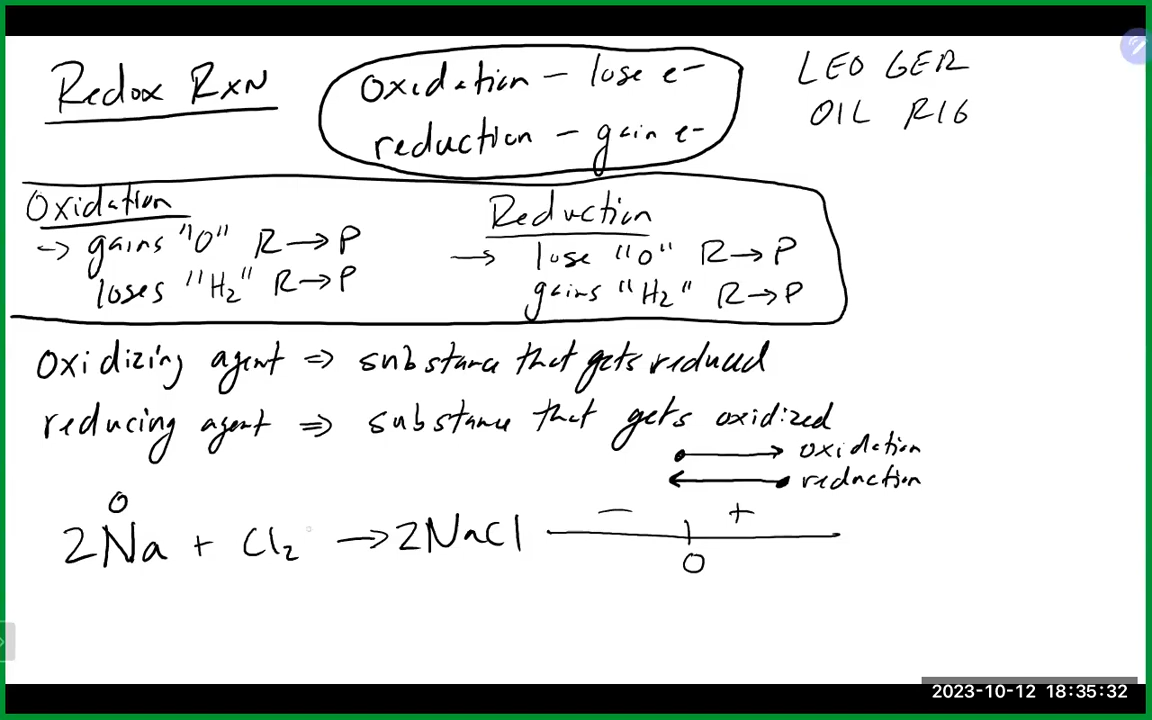 Redox RxN
oxidation – lose e-
reduction – gain e-
LEO GER
OIL RIG
Oxidation
→ gains "O" R → P
loses "H₂" R → P
Reduction
→ lose "O" R → P
gains "H₂" R → P
Oxidizing agent ⇒ substance that gets reduced
reducing agent ⇒ substance that gets oxidized
oxidation
reduction
0
2Na + Cl₂ → 2NaCl
– +
0
2023-10-12 18:35:32